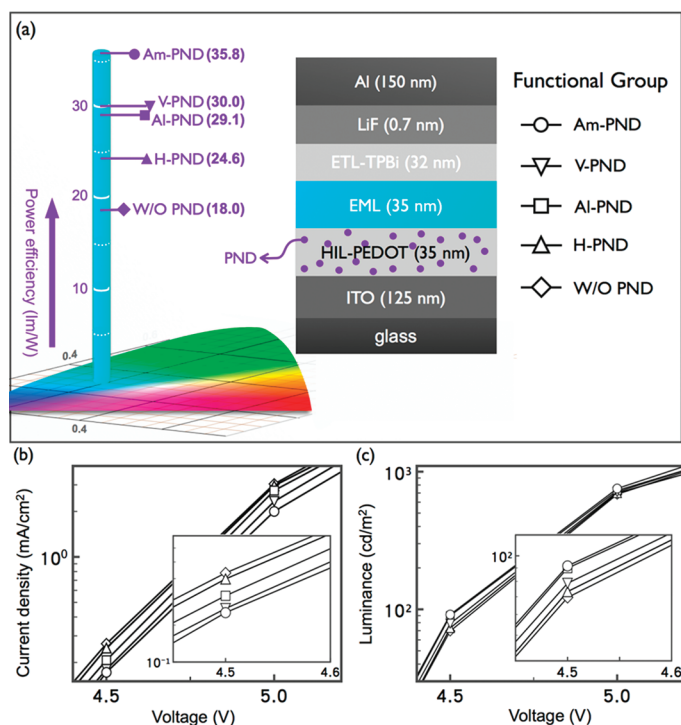 (a)
Am-PND (35.8)
V-PND (30.0)
Al-PND (29.1)
H-PND (24.6)
W/O PND (18.0)
30
20
10
Power efficiency (lm/W)
0.4
0.4
PND
Al (150 nm)
LiF (0.7 nm)
ETL-TPBi (32 nm)
EML (35 nm)
HIL-PEDOT (35 nm)
ITO (125 nm)
glass
Functional Group
Am-PND
V-PND
Al-PND
H-PND
W/O PND
(b)
Current density (mA/cm²)
10⁰
10⁻¹
4.5
4.6
4.5
5.0
Voltage (V)
(c)
Luminance (cd/m²)
10³
10²
10²
4.5
4.6
4.5
5.0
Voltage (V)